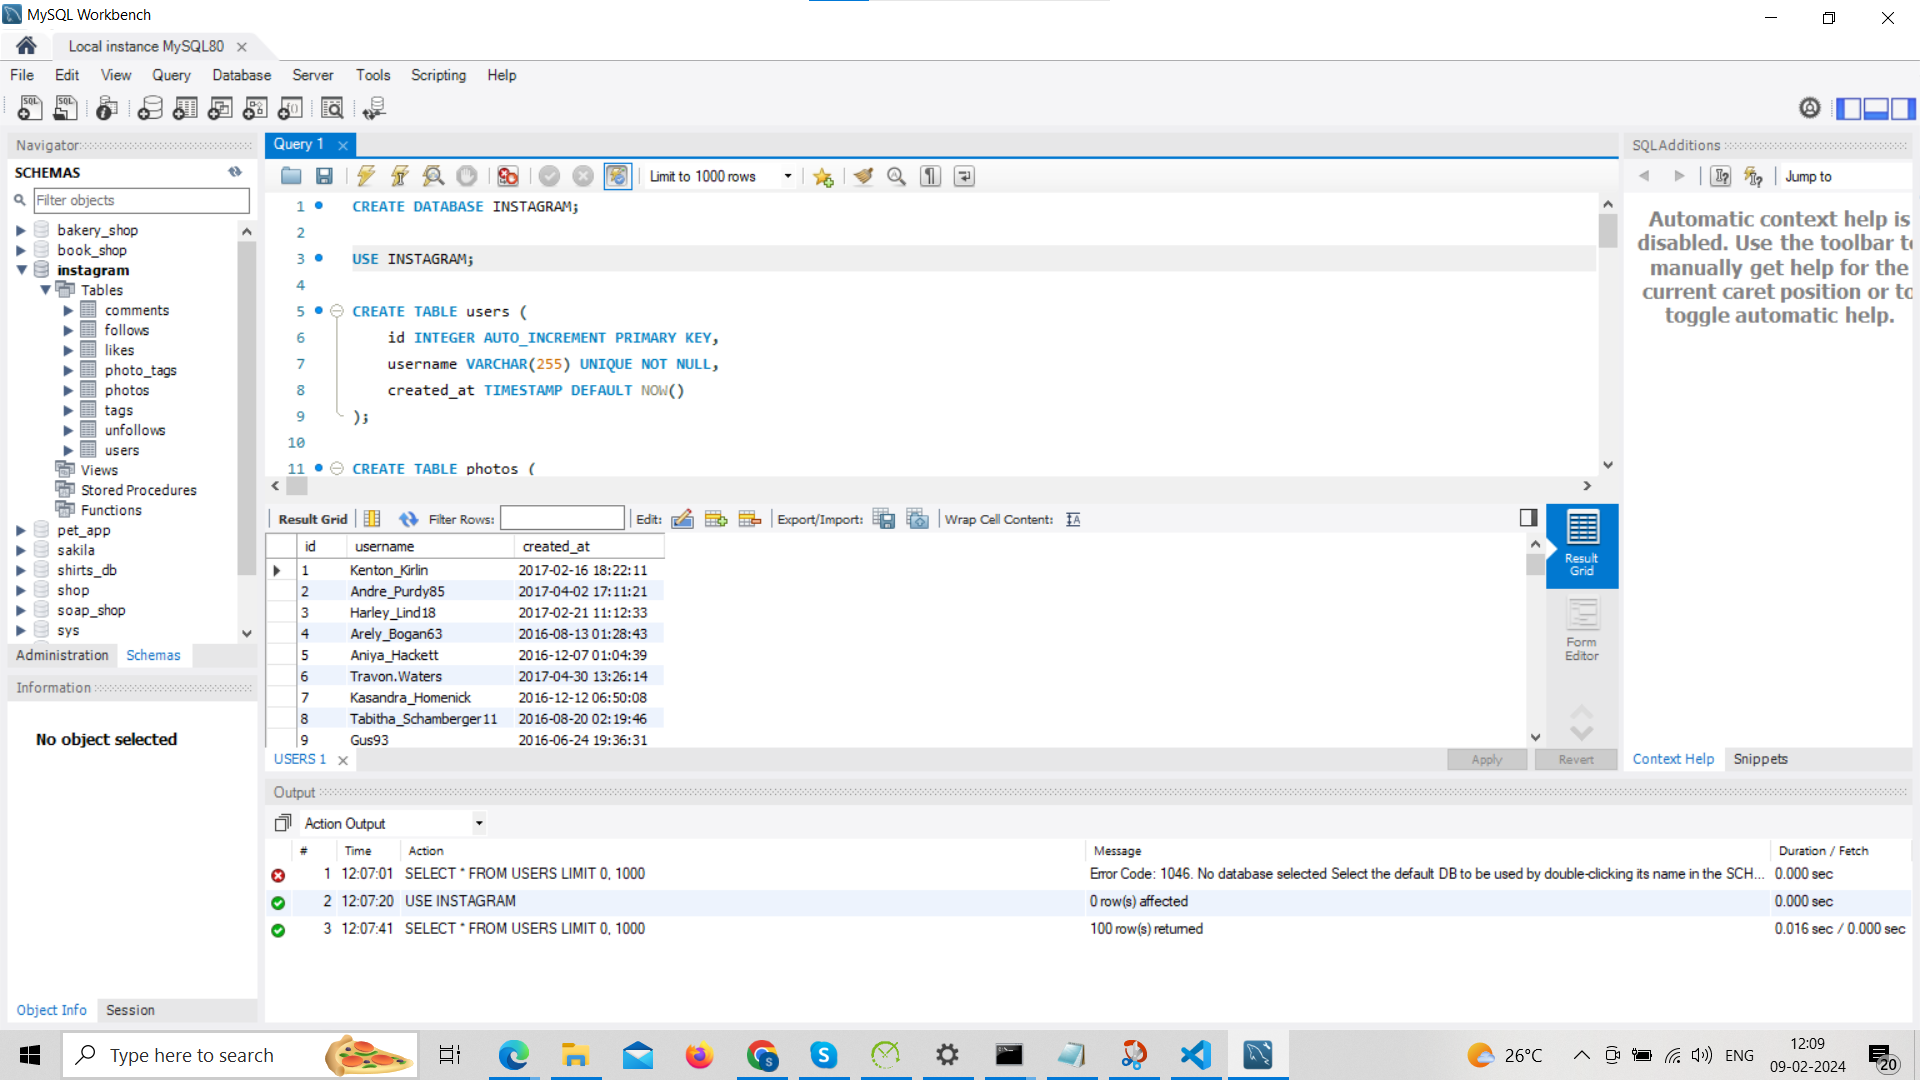 MySQL Workbench
Local instance MySQL80
File Edit View Query Database Server Tools Scripting Help
Navigator
SCHEMAS
Filter objects
bakery_shop
book_shop
instagram
Tables
comments
follows
likes
photo_tags
photos
tags
unfollows
users
Views
Stored Procedures
Functions
pet_app
sakila
shirts_db
shop
soap_shop
sys
Administration Schemas
Information
No object selected
Object Info Session
Query 1
Limit to 1000 rows
1 CREATE DATABASE INSTAGRAM;
2
3 USE INSTAGRAM;
4
5 CREATE TABLE users (
6 id INTEGER AUTO_INCREMENT PRIMARY KEY,
7 username VARCHAR(255) UNIQUE NOT NULL,
8 created_at TIMESTAMP DEFAULT NOW()
9 );
10
11 CREATE TABLE photos (
Result Grid Filter Rows: Edit: Export/Import: Wrap Cell Content:
id username created_at
1 Kenton_Kirlin 2017-02-16 18:22:11
2 Andre_Purdy85 2017-04-02 17:11:21
3 Harley_Lind18 2017-02-21 11:12:33
4 Arely_Bogan63 2016-08-13 01:28:43
5 Aniya_Hackett 2016-12-07 01:04:39
6 Travon.Waters 2017-04-30 13:26:14
7 Kasandra_Homenick 2016-12-12 06:50:08
8 Tabitha_Schamberger11 2016-08-20 02:19:46
9 Gus93 2016-06-24 19:36:31
Result
Grid
Form
Editor
USERS 1
Apply Revert
SQLAdditions
Jump to
Automatic context help is
disabled. Use the toolbar to
manually get help for the
current caret position or to
toggle automatic help.
Context Help Snippets
Output
Action Output
# Time Action Message Duration / Fetch
1 12:07:01 SELECT * FROM USERS LIMIT 0, 1000 Error Code: 1046. No database selected Select the default DB to be used by double-clicking its name in the SCH... 0.000 sec
2 12:07:20 USE INSTAGRAM 0 row(s) affected 0.000 sec
3 12:07:41 SELECT * FROM USERS LIMIT 0, 1000 100 row(s) returned 0.016 sec / 0.000 sec
Type here to search
26°C
ENG
12:09
09-02-2024
20